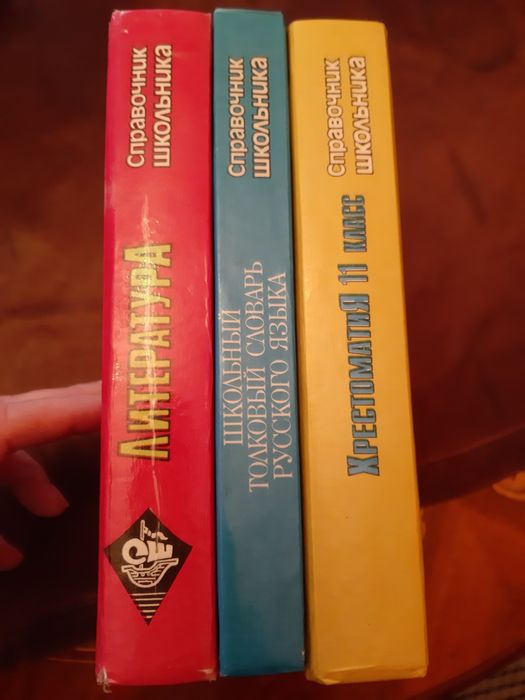 Справочник
школьника
Литература
Справочник
школьника
ШКОЛЬНЫЙ
ТОЛКОВЫЙ СЛОВАРЬ
РУССКОГО ЯЗЫКА
Справочник
школьника
Хрестоматия 11 класс